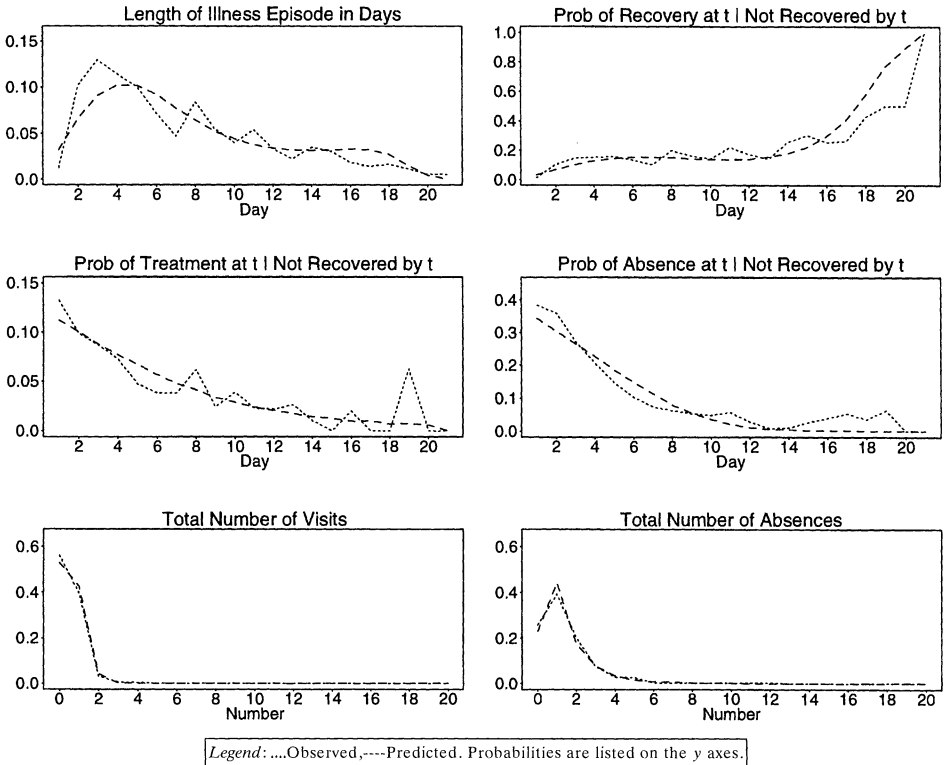 Length of Illness Episode in Days
0.15
0.10
0.05
0.0
2 4 6 8 10 12 14 16 18 20
Day
Prob of Recovery at t | Not Recovered by t
1.0
0.8
0.6
0.4
0.2
0.0
2 4 6 8 10 12 14 16 18 20
Day
Prob of Treatment at t | Not Recovered by t
0.15
0.10
0.05
0.0
2 4 6 8 10 12 14 16 18 20
Day
Prob of Absence at t | Not Recovered by t
0.4
0.3
0.2
0.1
0.0
2 4 6 8 10 12 14 16 18 20
Day
Total Number of Visits
0.6
0.4
0.2
0.0
0 2 4 6 8 10 12 14 16 18 20
Number
Total Number of Absences
0.6
0.4
0.2
0.0
0 2 4 6 8 10 12 14 16 18 20
Number
Legend: ....Observed,----Predicted. Probabilities are listed on the y axes.